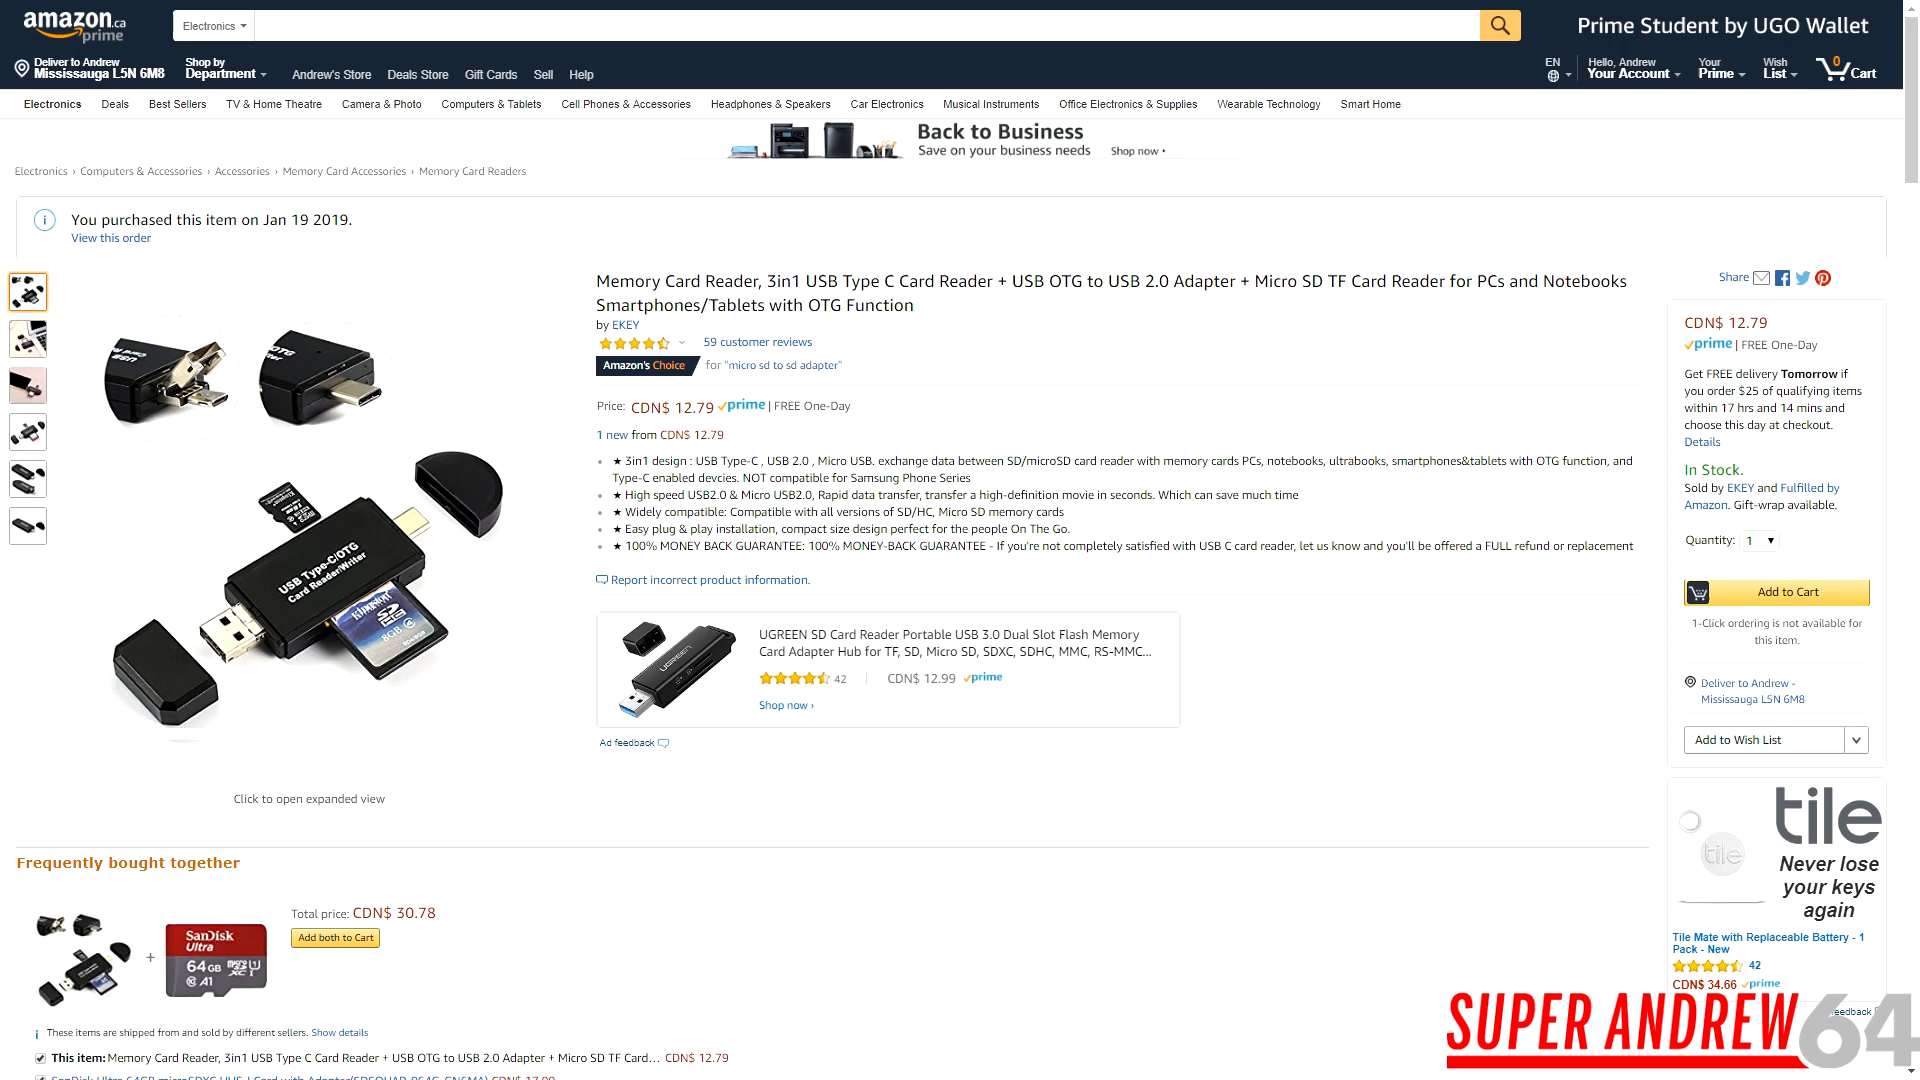 amazon.ca
prime
Electronics
Prime Student by UGO Wallet
Deliver to Andrew
Mississauga L5N 6M8
Shop by
Department
Andrew's Store
Deals Store
Gift Cards
Sell
Help
EN
Hello, Andrew
Your Account
Your
Prime
Wish
List
0
Cart
Electronics
Deals
Best Sellers
TV & Home Theatre
Camera & Photo
Computers & Tablets
Cell Phones & Accessories
Headphones & Speakers
Car Electronics
Musical Instruments
Office Electronics & Supplies
Wearable Technology
Smart Home
Back to Business
Save on your business needs
Shop now
Electronics › Computers & Accessories › Accessories › Memory Card Accessories › Memory Card Readers
You purchased this item on Jan 19 2019.
View this order
Memory Card Reader, 3in1 USB Type C Card Reader + USB OTG to USB 2.0 Adapter + Micro SD TF Card Reader for PCs and Notebooks
Smartphones/Tablets with OTG Function
by EKEY
59 customer reviews
Amazon's Choice for "micro sd to sd adapter"
Price: CDN$ 12.79 prime | FREE One-Day
1 new from CDN$ 12.79
★ 3in1 design : USB Type-C , USB 2.0 , Micro USB. exchange data between SD/microSD card reader with memory cards PCs, notebooks, ultrabooks, smartphones&tablets with OTG function, and
Type-C enabled devcies. NOT compatible for Samsung Phone Series
★ High speed USB2.0 & Micro USB2.0, Rapid data transfer, transfer a high-definition movie in seconds. Which can save much time
★ Widely compatible: Compatible with all versions of SD/HC, Micro SD memory cards
★ Easy plug & play installation, compact size design perfect for the people On The Go.
★ 100% MONEY BACK GUARANTEE: 100% MONEY-BACK GUARANTEE - If you're not completely satisfied with USB C card reader, let us know and you'll be offered a FULL refund or replacement
Report incorrect product information.
UGREEN
UGREEN SD Card Reader Portable USB 3.0 Dual Slot Flash Memory
Card Adapter Hub for TF, SD, Micro SD, SDXC, SDHC, MMC, RS-MMC...
42
CDN$ 12.99 prime
Shop now ›
Ad feedback
USB Type-C/OTG
Card Reader/Writer
Kingston
8GB
Click to open expanded view
Share
CDN$ 12.79
prime | FREE One-Day
Get FREE delivery Tomorrow if
you order $25 of qualifying items
within 17 hrs and 14 mins and
choose this day at checkout.
Details
In Stock.
Sold by EKEY and Fulfilled by
Amazon. Gift-wrap available.
Quantity: 1
Add to Cart
1-Click ordering is not available for
this item.
Deliver to Andrew -
Mississauga L5N 6M8
Add to Wish List
tile
tile
Never lose
your keys
again
Tile Mate with Replaceable Battery - 1
Pack - New
42
CDN$ 34.66 prime
eedback
Frequently bought together
SanDisk
Ultra
64GB micro SD XC I
A1
+
Total price: CDN$ 30.78
Add both to Cart
These items are shipped from and sold by different sellers. Show details
This item: Memory Card Reader, 3in1 USB Type C Card Reader + USB OTG to USB 2.0 Adapter + Micro SD TF Card... CDN$ 12.79
SUPER ANDREW 64